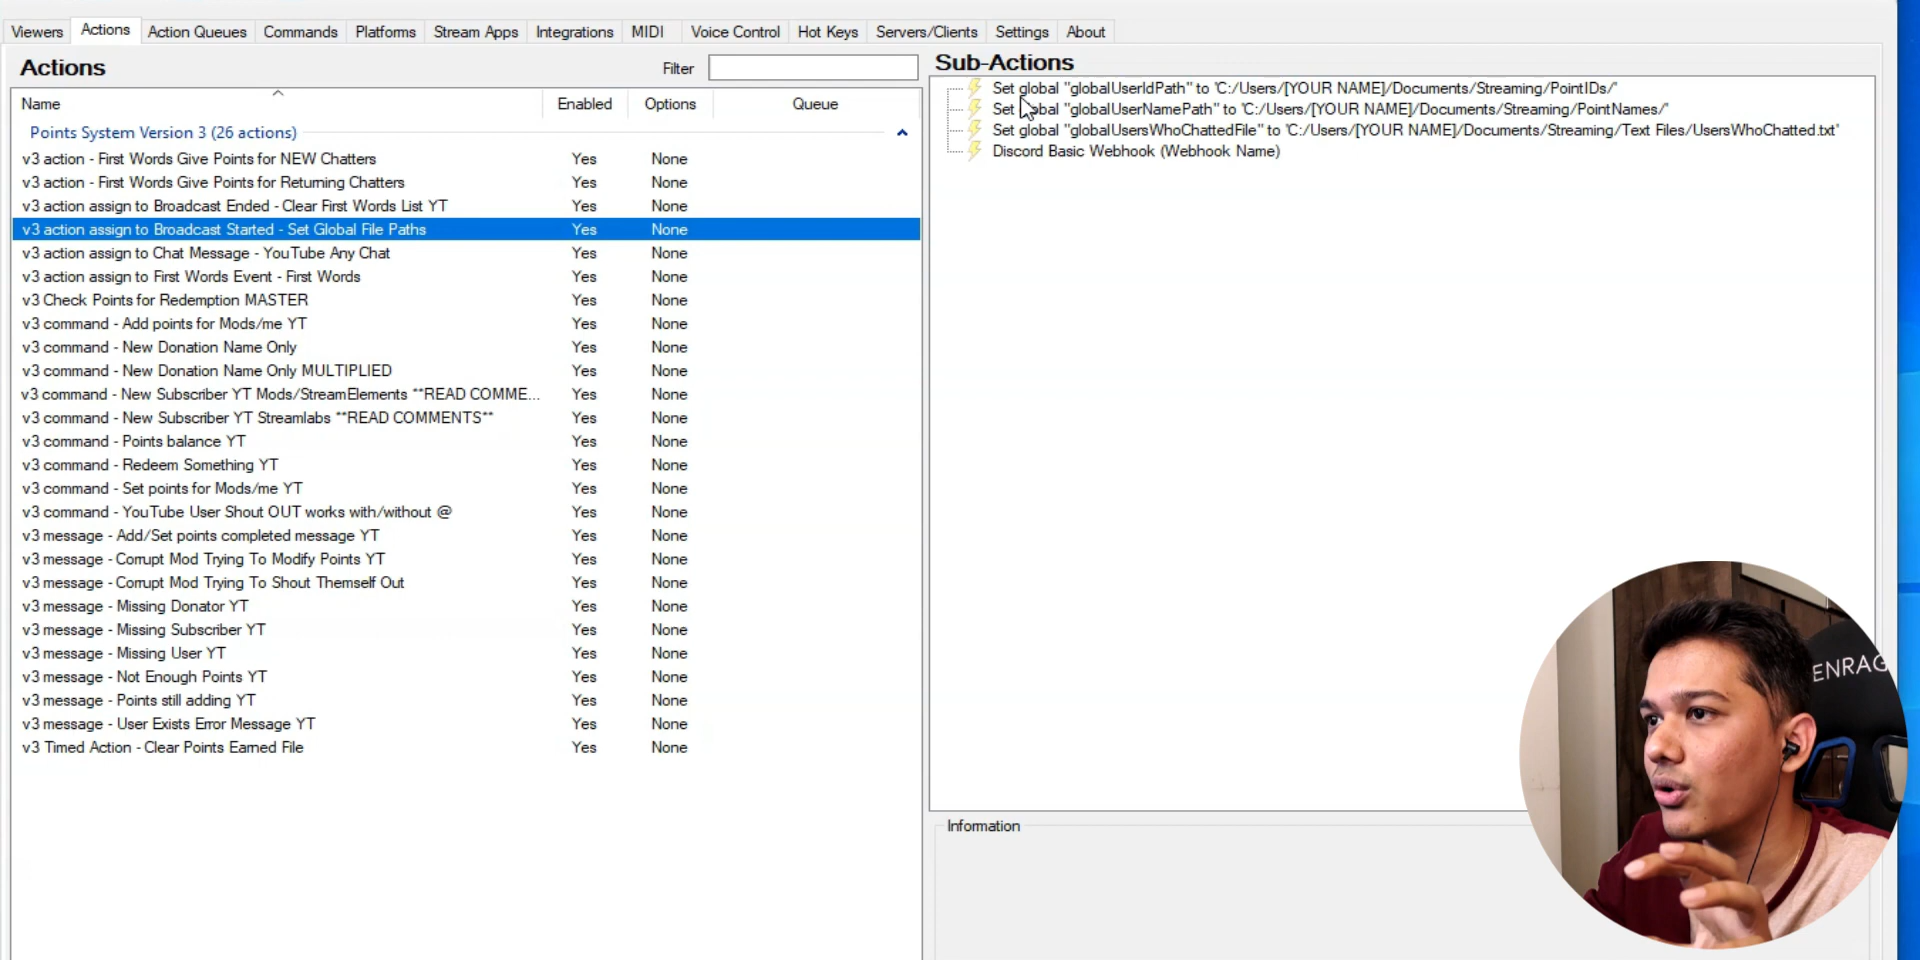 Viewers Actions Action Queues Commands Platforms Stream Apps Integrations MIDI Voice Control Hot Keys Servers/Clients Settings About
Actions
Filter
Name Enabled Options Queue
Points System Version 3 (26 actions)
v3 action - First Words Give Points for NEW Chatters Yes None
v3 action - First Words Give Points for Returning Chatters Yes None
v3 action assign to Broadcast Ended - Clear First Words List YT Yes None
v3 action assign to Broadcast Started - Set Global File Paths Yes None
v3 action assign to Chat Message - YouTube Any Chat Yes None
v3 action assign to First Words Event - First Words Yes None
v3 Check Points for Redemption MASTER Yes None
v3 command - Add points for Mods/me YT Yes None
v3 command - New Donation Name Only Yes None
v3 command - New Donation Name Only MULTIPLIED Yes None
v3 command - New Subscriber YT Mods/StreamElements **READ COMME... Yes None
v3 command - New Subscriber YT Streamlabs **READ COMMENTS** Yes None
v3 command - Points balance YT Yes None
v3 command - Redeem Something YT Yes None
v3 command - Set points for Mods/me YT Yes None
v3 command - YouTube User Shout OUT works with/without @ Yes None
v3 message - Add/Set points completed message YT Yes None
v3 message - Corrupt Mod Trying To Modify Points YT Yes None
v3 message - Corrupt Mod Trying To Shout Themself Out Yes None
v3 message - Missing Donator YT Yes None
v3 message - Missing Subscriber YT Yes None
v3 message - Missing User YT Yes None
v3 message - Not Enough Points YT Yes None
v3 message - Points still adding YT Yes None
v3 message - User Exists Error Message YT Yes None
v3 Timed Action - Clear Points Earned File Yes None
Sub-Actions
Set global "globalUserIdPath" to 'C:/Users/[YOUR NAME]/Documents/Streaming/PointIDs/'
Set global "globalUserNamePath" to 'C:/Users/[YOUR NAME]/Documents/Streaming/PointNames/'
Set global "globalUsersWhoChattedFile" to 'C:/Users/[YOUR NAME]/Documents/Streaming/Text Files/UsersWhoChatted.txt'
Discord Basic Webhook (Webhook Name)
Information
ENRAG